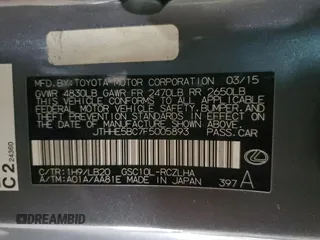 MFD. BY: TOYOTA MOTOR CORPORATION 03/15
GVWR 4830LB GAWR FR 2470LB RR 2650LB
THIS VEHICLE CONFORMS TO ALL APPLICABLE
FEDERAL MOTOR VEHICLE SAFETY, BUMPER, AND
THEFT PREVENTION STANDARDS IN EFFECT ON
THE DATE OF MANUFACTURE SHOWN ABOVE.
JTHHE5BC7F5005893 PASS.CAR
C/TR: 1H9/LB20 GSC10L-RCZLHA
A/TM: A01A/AA81E MADE IN JAPAN 397 A
C2
24360
DREAMBID